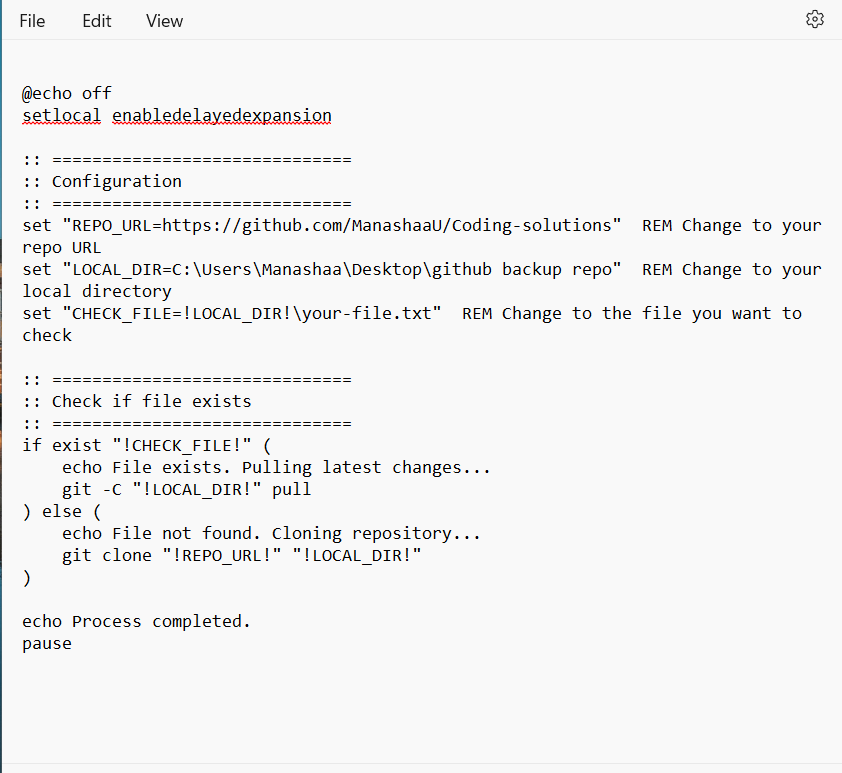 File Edit View
@echo off
setlocal enabledelayedexpansion
:: ==============================
:: Configuration
:: ==============================
set "REPO_URL=https://github.com/ManashaaU/Coding-solutions"  REM Change to your
repo URL
set "LOCAL_DIR=C:\Users\Manashaa\Desktop\github backup repo"  REM Change to your
local directory
set "CHECK_FILE=!LOCAL_DIR!\your-file.txt"  REM Change to the file you want to
check
:: ==============================
:: Check if file exists
:: ==============================
if exist "!CHECK_FILE!" (
    echo File exists. Pulling latest changes...
    git -C "!LOCAL_DIR!" pull
) else (
    echo File not found. Cloning repository...
    git clone "!REPO_URL!" "!LOCAL_DIR!"
)
echo Process completed.
pause